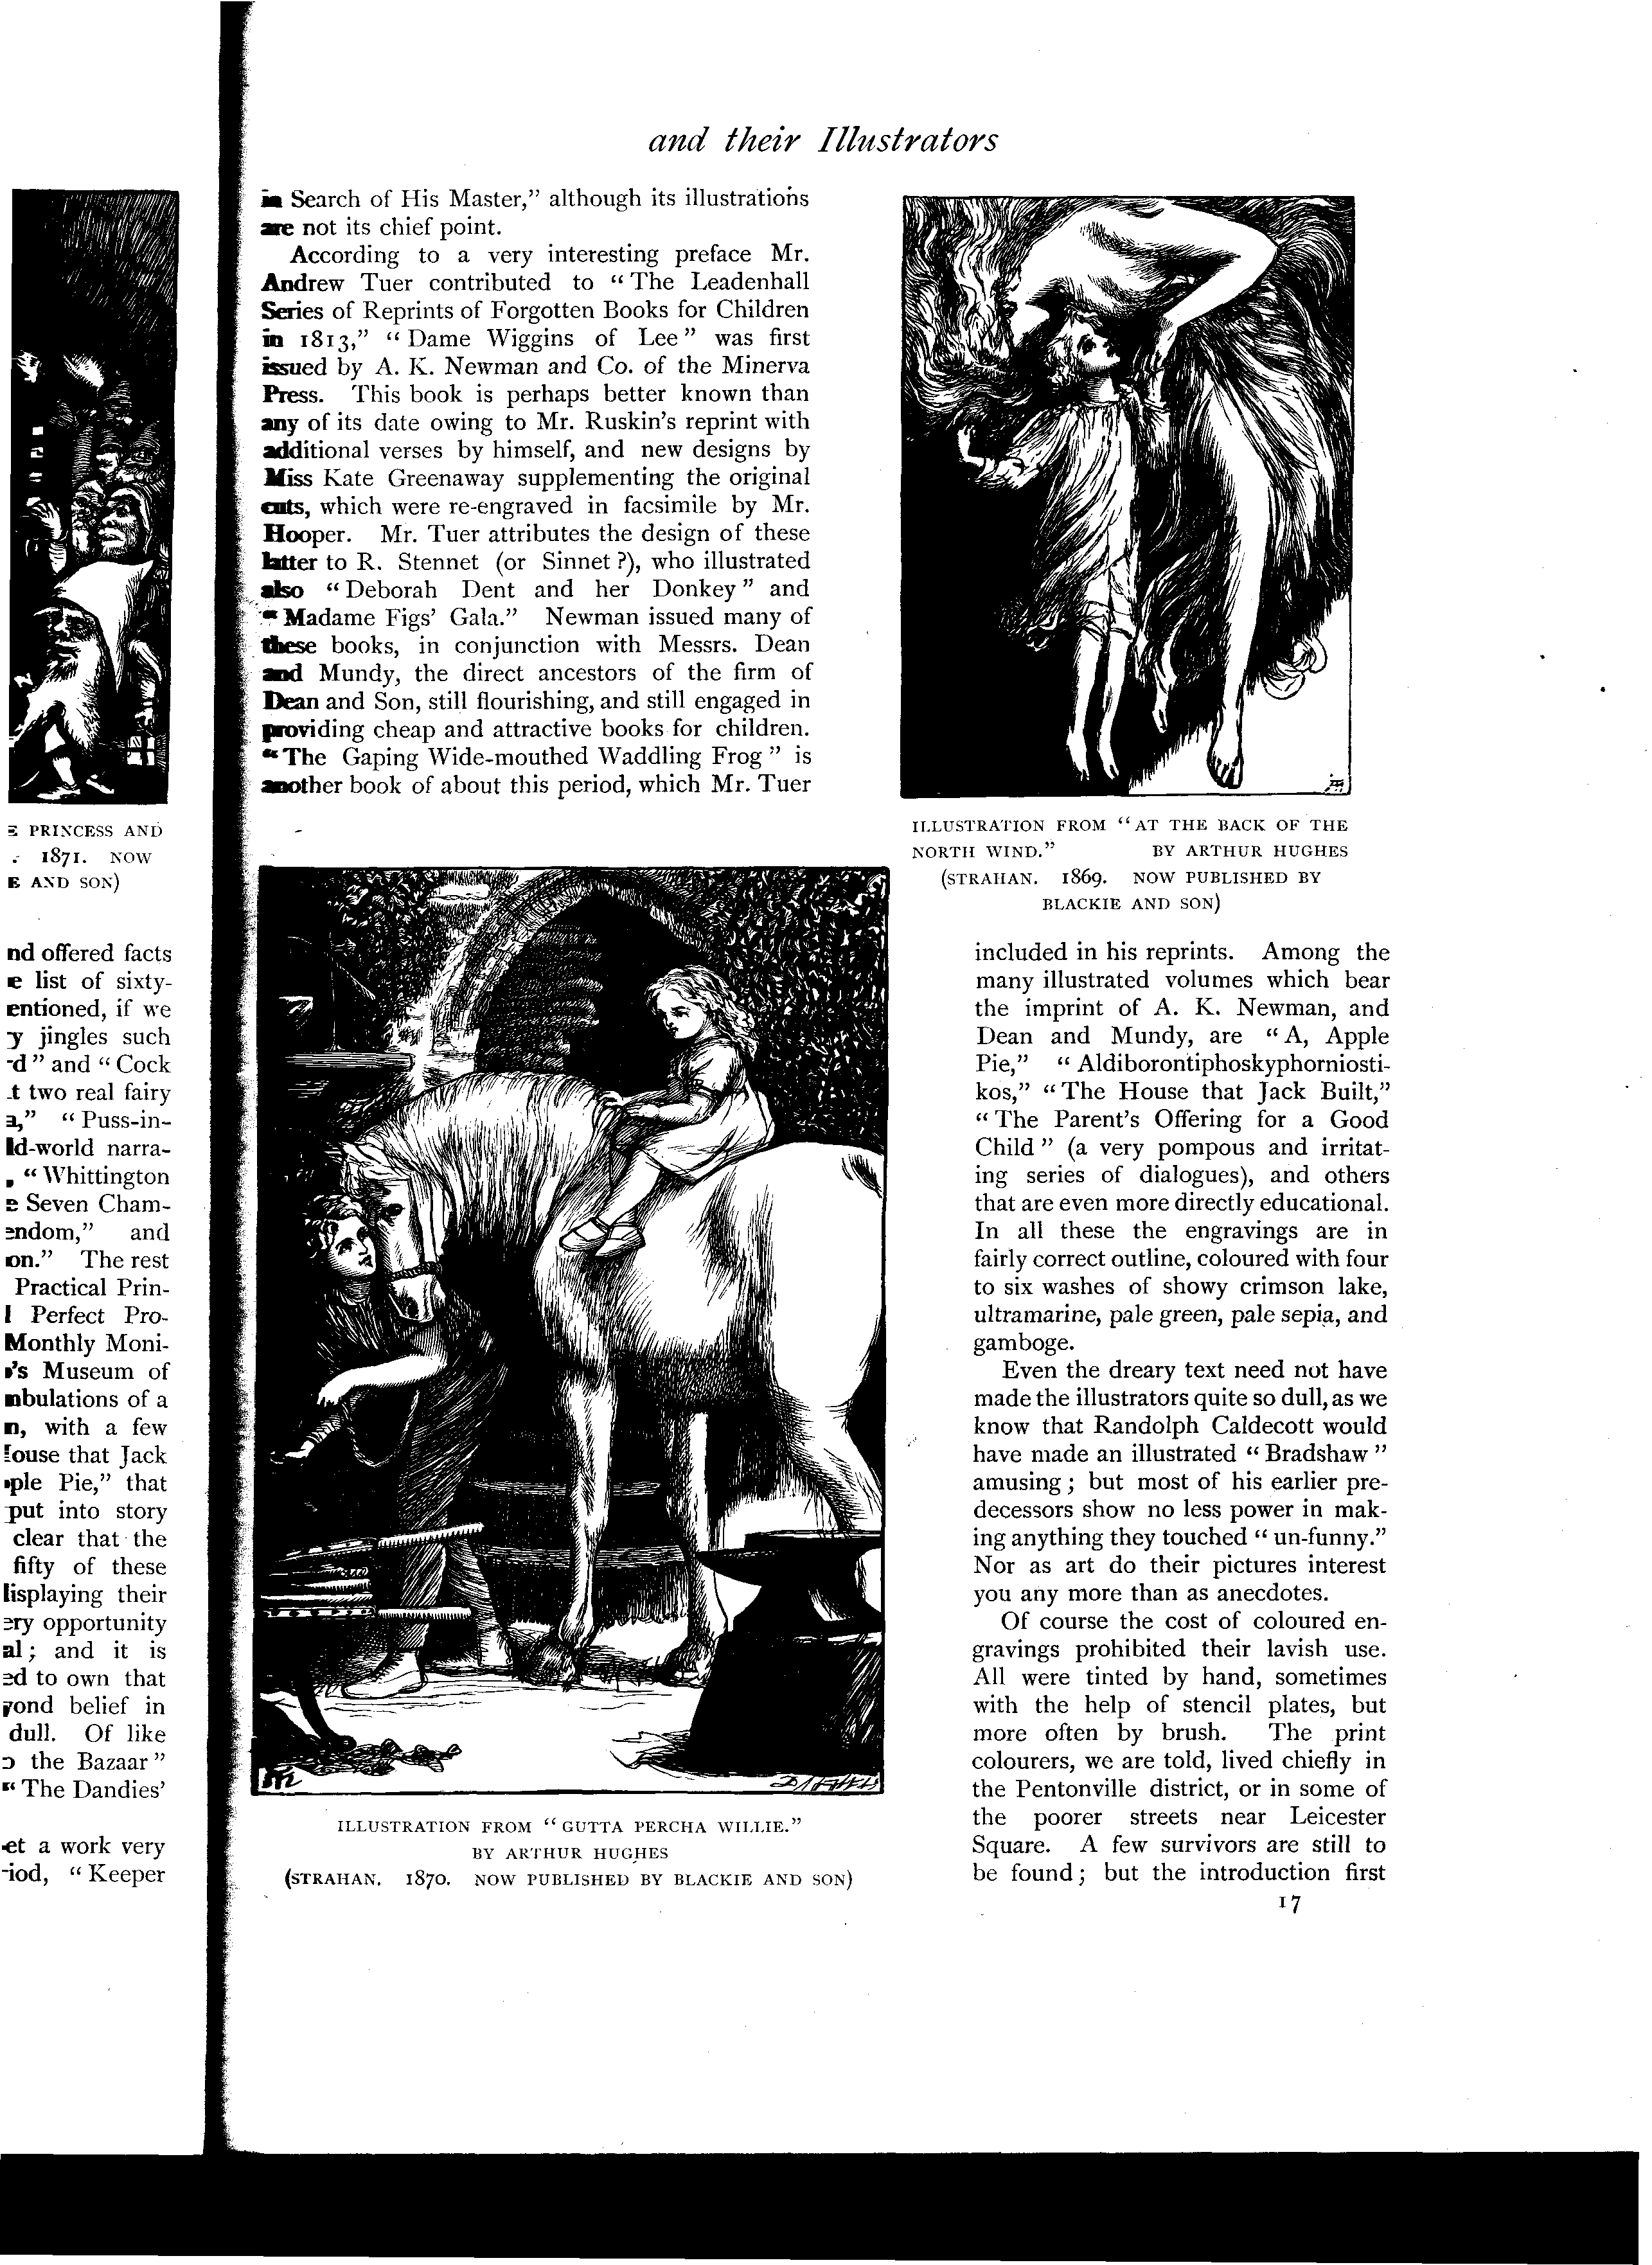 and their Illustrators
in Search of His Master,” although its illustrations
are not its chief point.
According to a very interesting preface Mr.
Andrew Tuer contributed to “The Leadenhall
Series of Reprints of Forgotten Books for Children
in 1813,” “Dame Wiggins of Lee” was first
issued by A. K. Newman and Co. of the Minerva
Press. This book is perhaps better known than
any of its date owing to Mr. Ruskin’s reprint with
additional verses by himself, and new designs by
Miss Kate Greenaway supplementing the original
cuts, which were re-engraved in facsimile by Mr.
Hooper. Mr. Tuer attributes the design of these
latter to R. Stennet (or Sinnet?), who illustrated
also “Deborah Dent and her Donkey” and
“Madame Figs’ Gala.” Newman issued many of
these books, in conjunction with Messrs. Dean
and Mundy, the direct ancestors of the firm of
Dean and Son, still flourishing, and still engaged in
providing cheap and attractive books for children.
“The Gaping Wide-mouthed Waddling Frog” is
another book of about this period, which Mr. Tuer
ILLUSTRATION FROM “GUTTA PERCHA WILLIE.”
BY ARTHUR HUGHES
(STRAHAN. 1870. NOW PUBLISHED BY BLACKIE AND SON)
ILLUSTRATION FROM “AT THE BACK OF THE
NORTH WIND.” BY ARTHUR HUGHES
(STRAHAN. 1869. NOW PUBLISHED BY
BLACKIE AND SON)
included in his reprints. Among the
many illustrated volumes which bear
the imprint of A. K. Newman, and
Dean and Mundy, are “A, Apple
Pie,” “Aldiborontiphoskyphorniosti-
kos,” “The House that Jack Built,”
“The Parent’s Offering for a Good
Child” (a very pompous and irritat-
ing series of dialogues), and others
that are even more directly educational.
In all these the engravings are in
fairly correct outline, coloured with four
to six washes of showy crimson lake,
ultramarine, pale green, pale sepia, and
gamboge.
Even the dreary text need not have
made the illustrators quite so dull, as we
know that Randolph Caldecott would
have made an illustrated “Bradshaw”
amusing; but most of his earlier pre-
decessors show no less power in mak-
ing anything they touched “un-funny.”
Nor as art do their pictures interest
you any more than as anecdotes.
Of course the cost of coloured en-
gravings prohibited their lavish use.
All were tinted by hand, sometimes
with the help of stencil plates, but
more often by brush. The print
colourers, we are told, lived chiefly in
the Pentonville district, or in some of
the poorer streets near Leicester
Square. A few survivors are still to
be found; but the introduction first
17
PRINCESS AND
1871. NOW
AND SON)
offered facts
list of sixty-
if we
jingles such
and “Cock
two real fairy
“Puss-in-
narra-
“Whittington
Seven Cham-
and
The rest
Practical Prin-
Perfect Pro-
Monthly Moni-
Museum of
of a
with a few
that Jack
Pie,” that
put into story
clear that the
fifty of these
their
opportunity
and it is
to own that
belief in
dull. Of like
the Bazaar”
“The Dandies’
a work very
“Keeper